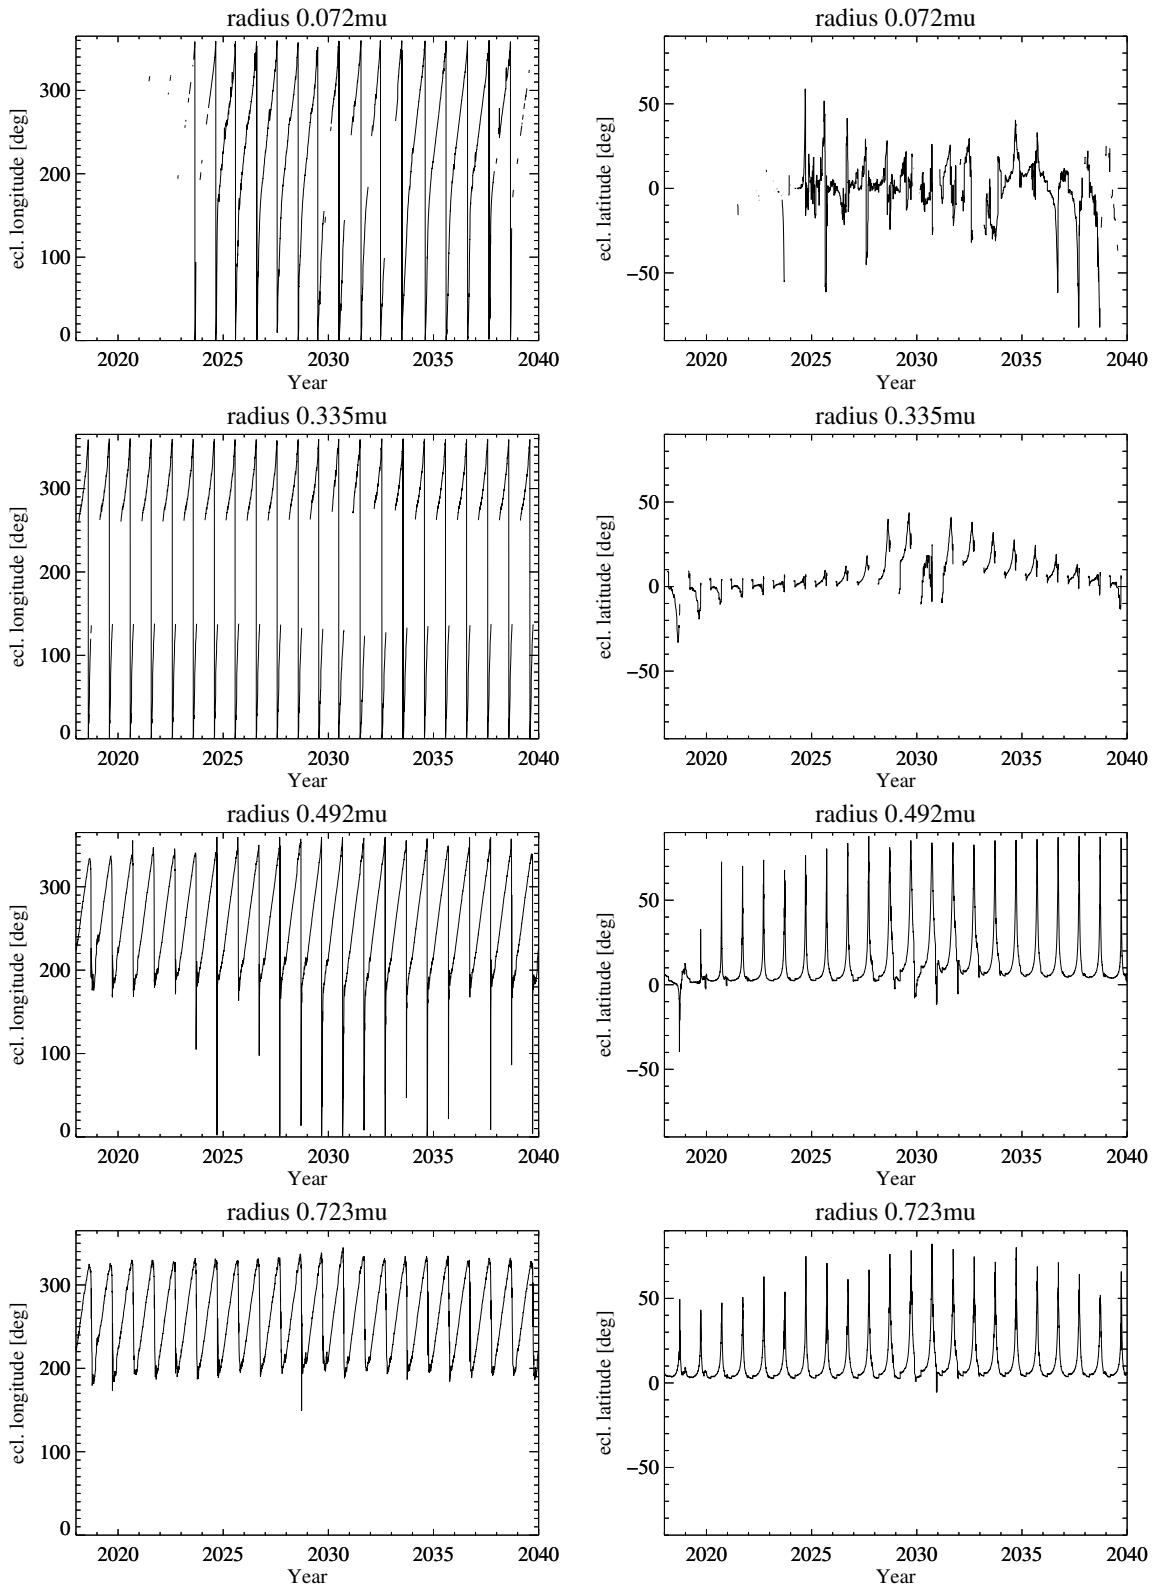 radius 0.072mu
ecl. longitude [deg]
300
200
100
0
2020 2025 2030 2035 2040
Year
radius 0.072mu
ecl. latitude [deg]
50
0
−50
2020 2025 2030 2035 2040
Year
radius 0.335mu
ecl. longitude [deg]
300
200
100
0
2020 2025 2030 2035 2040
Year
radius 0.335mu
ecl. latitude [deg]
50
0
−50
2020 2025 2030 2035 2040
Year
radius 0.492mu
ecl. longitude [deg]
300
200
100
0
2020 2025 2030 2035 2040
Year
radius 0.492mu
ecl. latitude [deg]
50
0
−50
2020 2025 2030 2035 2040
Year
radius 0.723mu
ecl. longitude [deg]
300
200
100
0
2020 2025 2030 2035 2040
Year
radius 0.723mu
ecl. latitude [deg]
50
0
−50
2020 2025 2030 2035 2040
Year